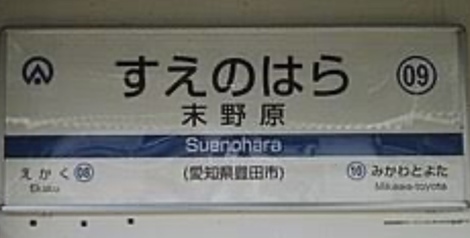 すえのはら 09
末野原
Suenohara
えかく 08 (愛知県豊田市) 10 みかわとよた
Ekaku Mikawa-toyota